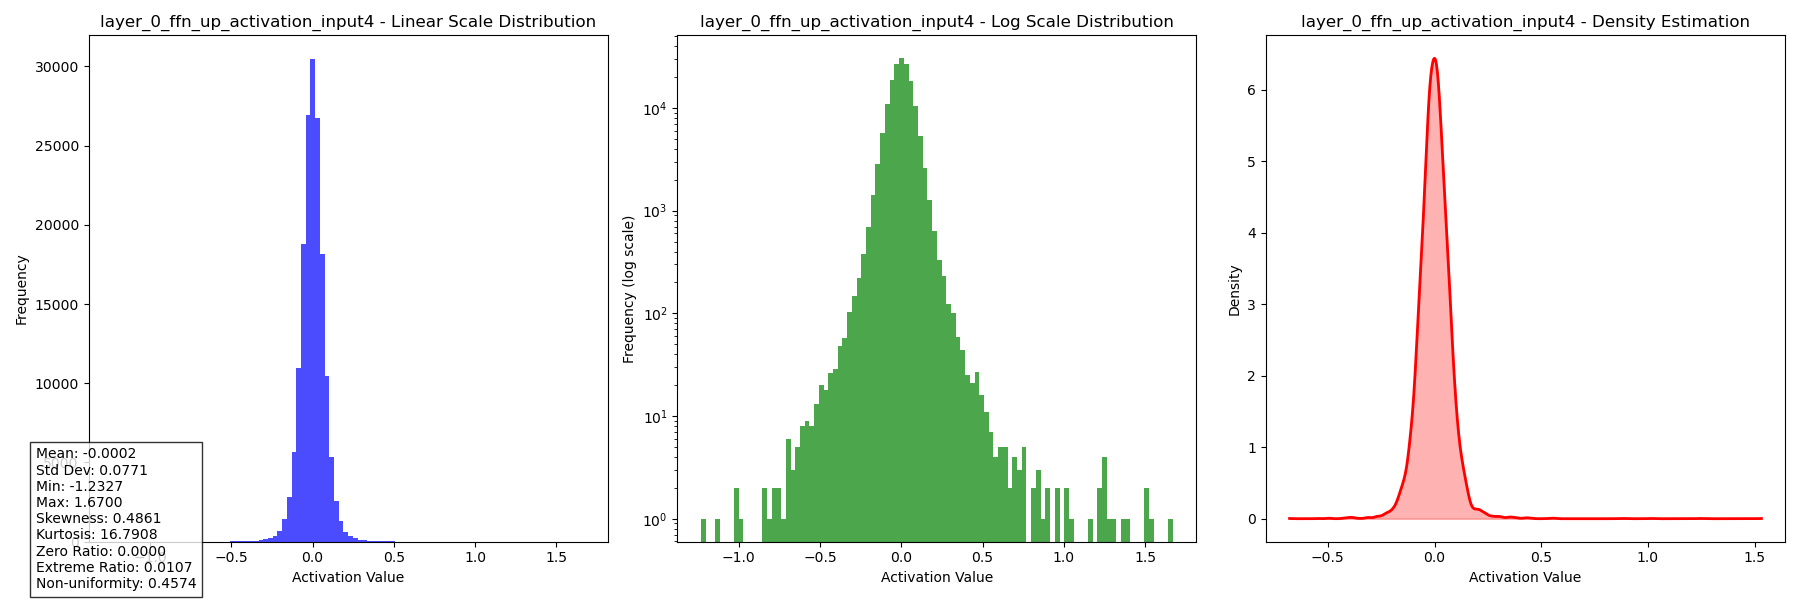 layer_0_ffn_up_activation_input4 - Linear Scale Distribution
Frequency
30000
25000
20000
15000
10000
5000
0
−1.0
−0.5
0.0
0.5
1.0
1.5
Activation Value
Mean: -0.0002
Std Dev: 0.0771
Min: -1.2327
Max: 1.6700
Skewness: 0.4861
Kurtosis: 16.7908
Zero Ratio: 0.0000
Extreme Ratio: 0.0107
Non-uniformity: 0.4574
layer_0_ffn_up_activation_input4 - Log Scale Distribution
Frequency (log scale)
10⁴
10³
10²
10¹
10⁰
−1.0
−0.5
0.0
0.5
1.0
1.5
Activation Value
layer_0_ffn_up_activation_input4 - Density Estimation
Density
6
5
4
3
2
1
0
−0.5
0.0
0.5
1.0
1.5
Activation Value